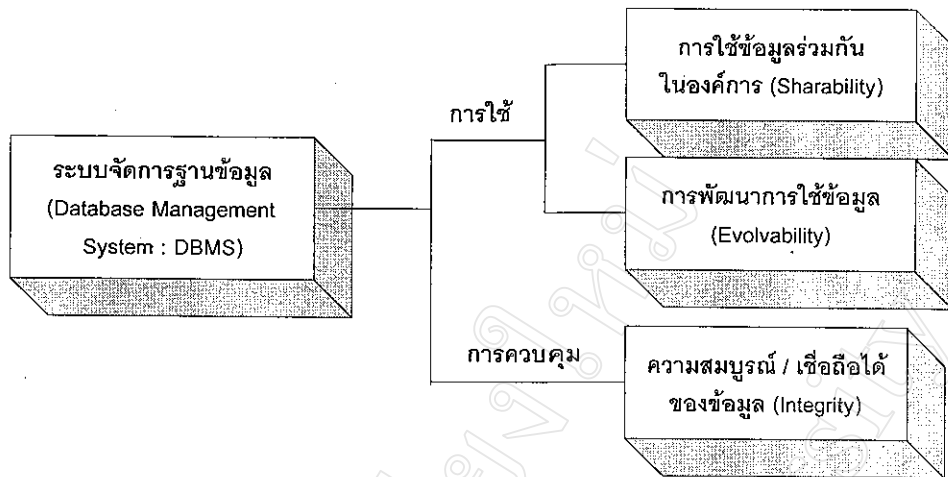 การใช้ข้อมูลร่วมกัน
ในองค์การ (Sharability)
การใช้
ระบบจัดการฐานข้อมูล
(Database Management
System : DBMS)
การพัฒนาการใช้ข้อมูล
(Evolvability)
การควบคุม
ความสมบูรณ์ / เชื่อถือได้
ของข้อมูล (Integrity)